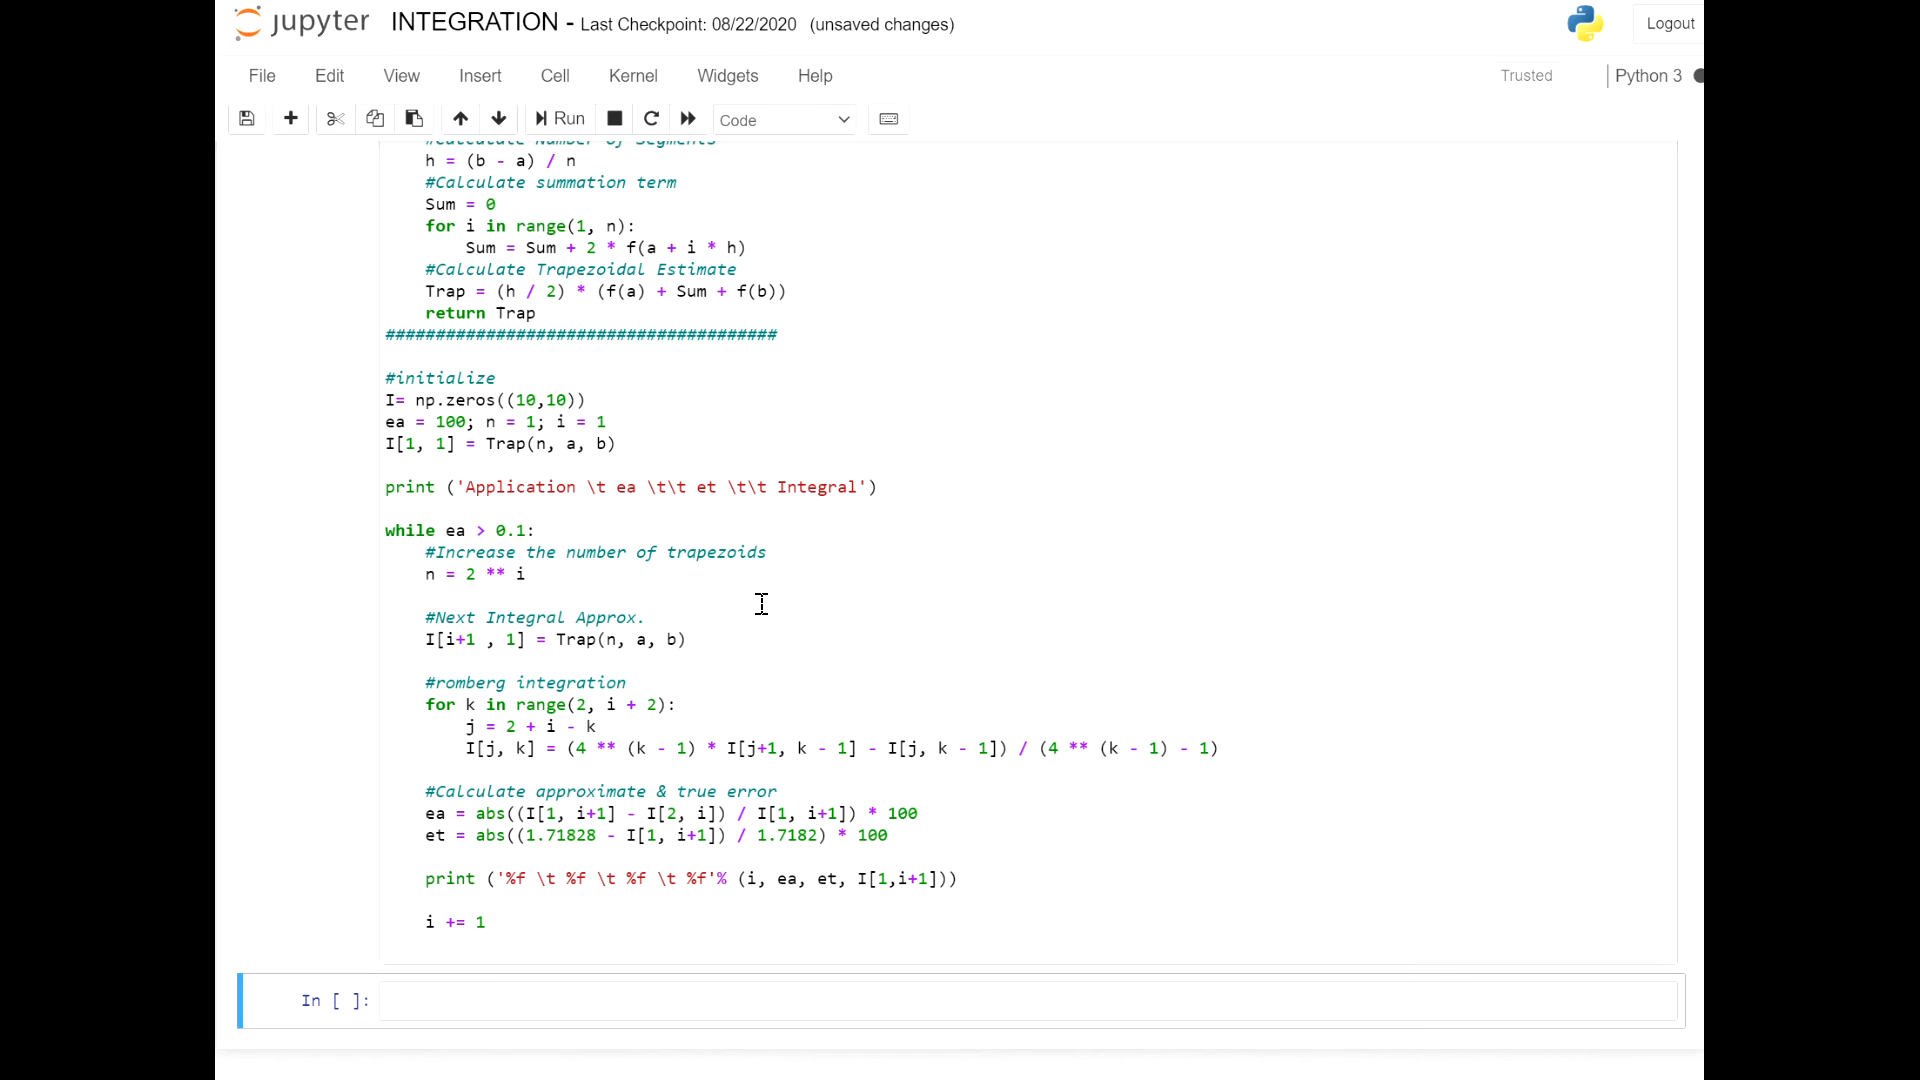 jupyter INTEGRATION - Last Checkpoint: 08/22/2020 (unsaved changes) Logout
File Edit View Insert Cell Kernel Widgets Help Trusted Python 3
Run Code
#Calculate Number of Segments
h = (b - a) / n
#Calculate summation term
Sum = 0
for i in range(1, n):
Sum = Sum + 2 * f(a + i * h)
#Calculate Trapezoidal Estimate
Trap = (h / 2) * (f(a) + Sum + f(b))
return Trap
#######################################
#initialize
I= np.zeros((10,10))
ea = 100; n = 1; i = 1
I[1, 1] = Trap(n, a, b)
print ('Application \t ea \t\t et \t\t Integral')
while ea > 0.1:
#Increase the number of trapezoids
n = 2 ** i
#Next Integral Approx.
I[i+1 , 1] = Trap(n, a, b)
#romberg integration
for k in range(2, i + 2):
j = 2 + i - k
I[j, k] = (4 ** (k - 1) * I[j+1, k - 1] - I[j, k - 1]) / (4 ** (k - 1) - 1)
#Calculate approximate & true error
ea = abs((I[1, i+1] - I[2, i]) / I[1, i+1]) * 100
et = abs((1.71828 - I[1, i+1]) / 1.7182) * 100
print ('%f \t %f \t %f \t %f'% (i, ea, et, I[1,i+1]))
i += 1
In [ ]: